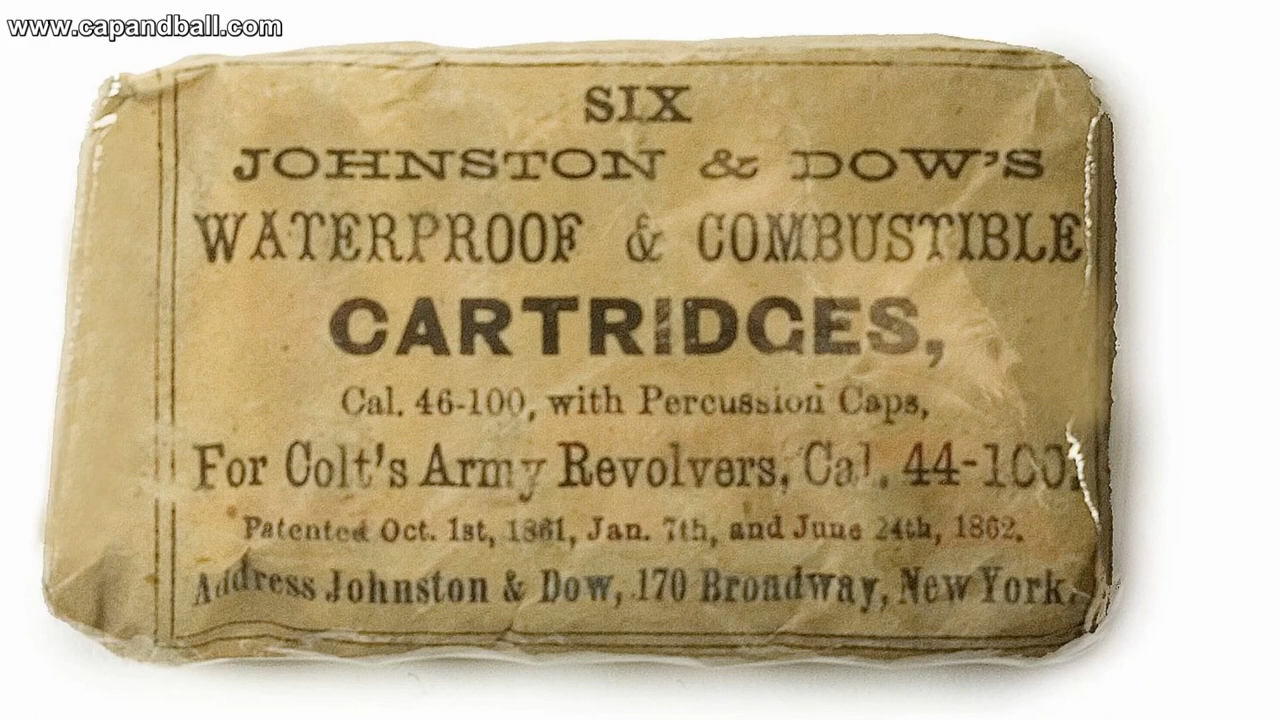 www.capandball.com
SIX
JOHNSTON & DOW'S
WATERPROOF & COMBUSTIBLE
CARTRIDGES,
Cal. 46-100, with Percussion Caps,
For Colt's Army Revolvers, Cal. 44-100.
Patented Oct. 1st, 1861, Jan. 7th, and June 24th, 1862.
Address Johnston & Dow, 170 Broadway, New York.